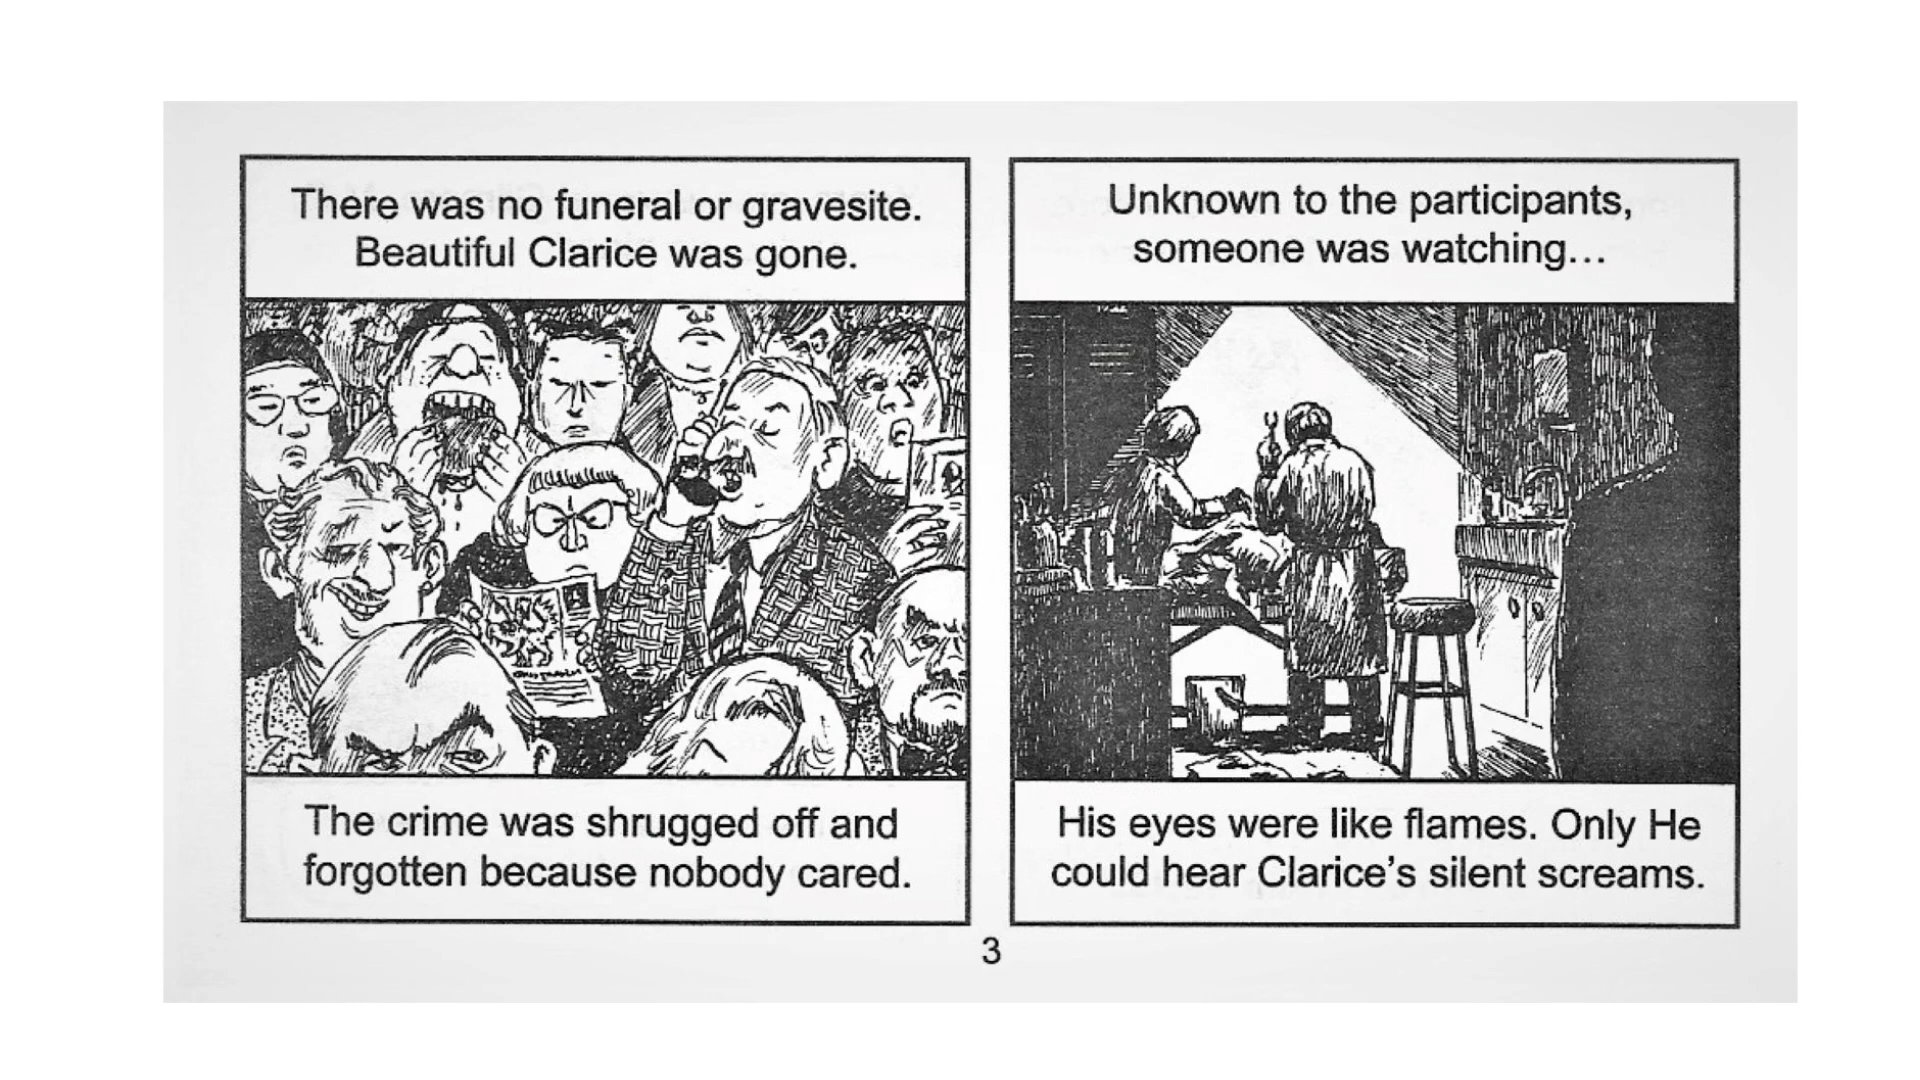 There was no funeral or gravesite.
Beautiful Clarice was gone.
The crime was shrugged off and
forgotten because nobody cared.
Unknown to the participants,
someone was watching...
His eyes were like flames. Only He
could hear Clarice's silent screams.
3